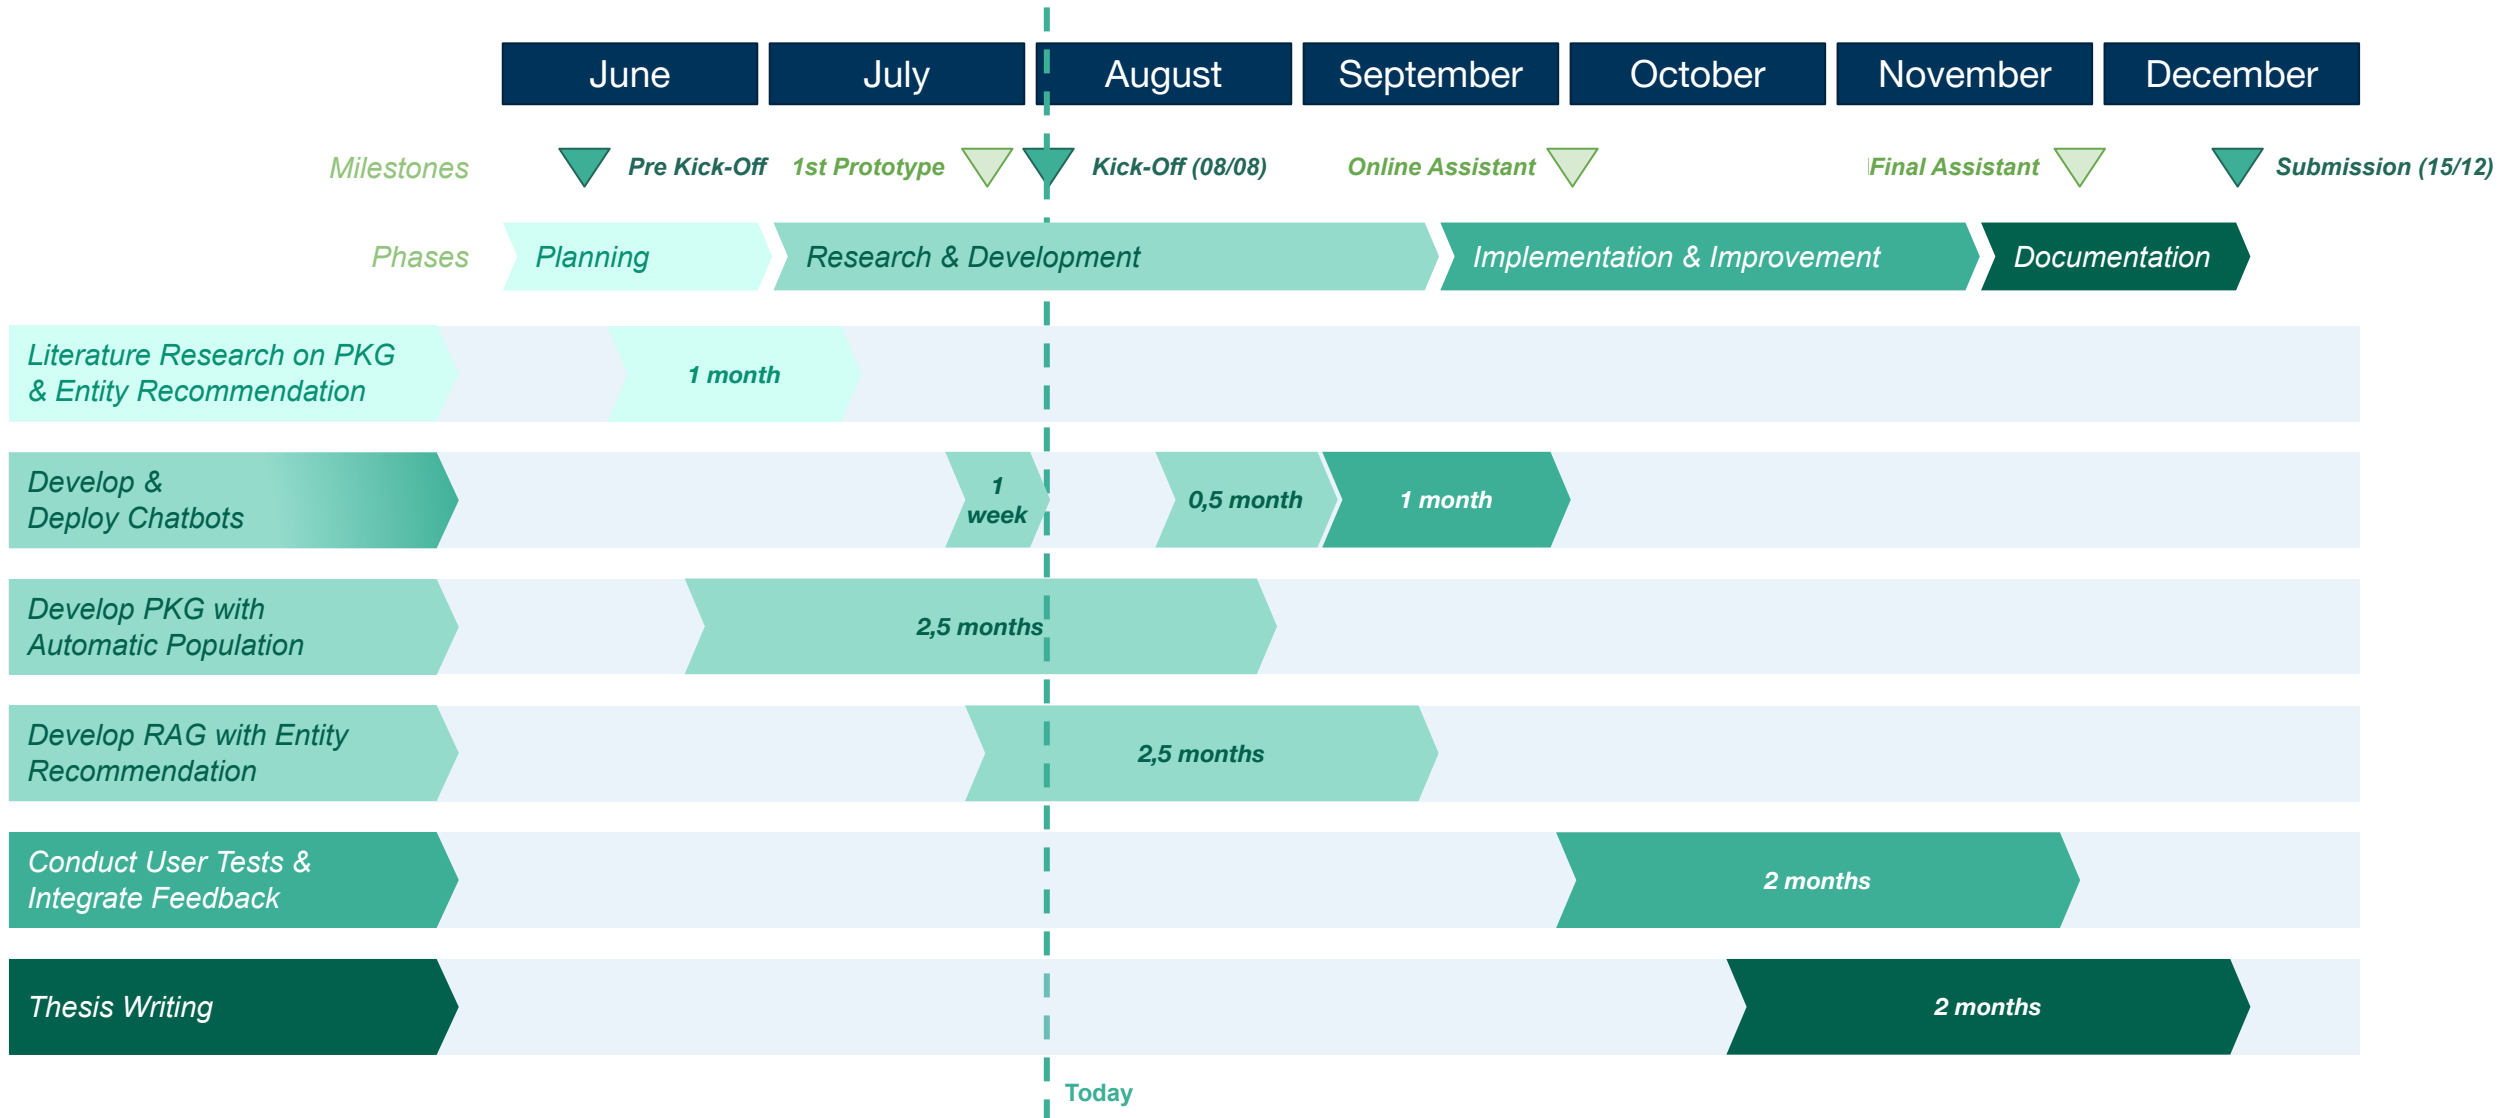 June July August September October November December
Milestones Pre Kick-Off 1st Prototype Kick-Off (08/08) Online Assistant Final Assistant Submission (15/12)
Phases Planning Research & Development Implementation & Improvement Documentation
Literature Research on PKG
& Entity Recommendation
1 month
Develop &
Deploy Chatbots
1
week
0,5 month
1 month
Develop PKG with
Automatic Population
2,5 months
Develop RAG with Entity
Recommendation
2,5 months
Conduct User Tests &
Integrate Feedback
2 months
Thesis Writing
2 months
Today